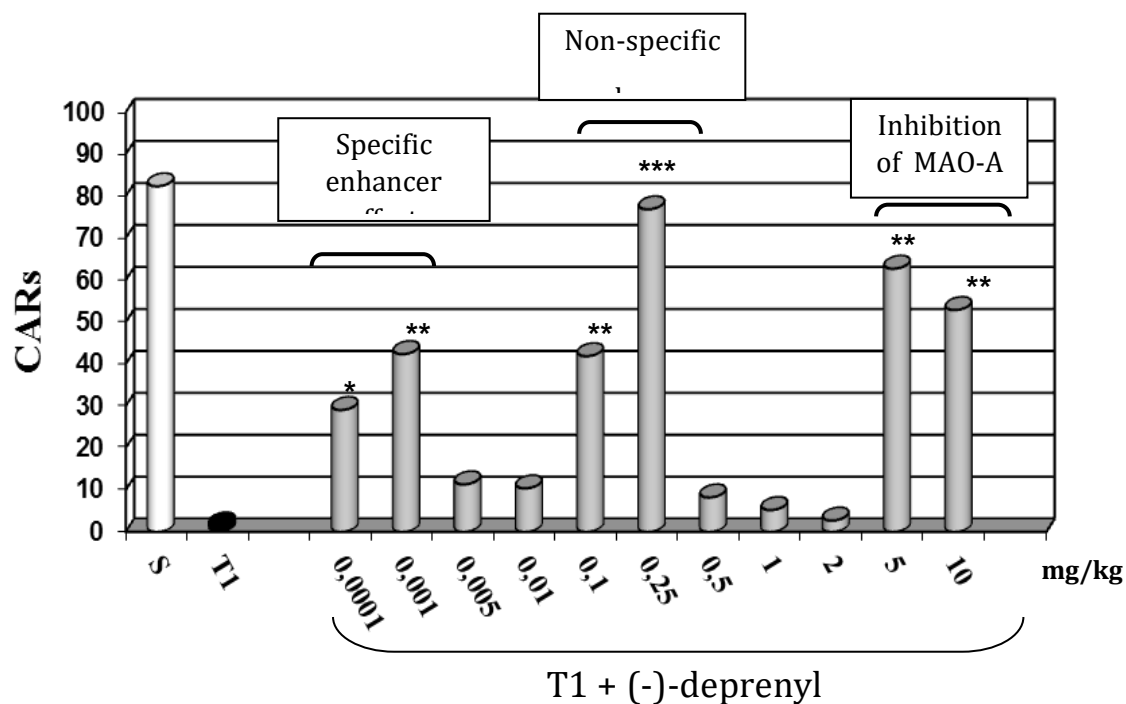 Non-specific
Specific
enhancer
Inhibition
of MAO-A
***
**
**
**
**
*
100
90
80
70
60
50
40
30
20
10
0
CARs
S
T1
0,0001
0,001
0,005
0,01
0,1
0,25
0,5
1
2
5
10
mg/kg
T1 + (-)-deprenyl